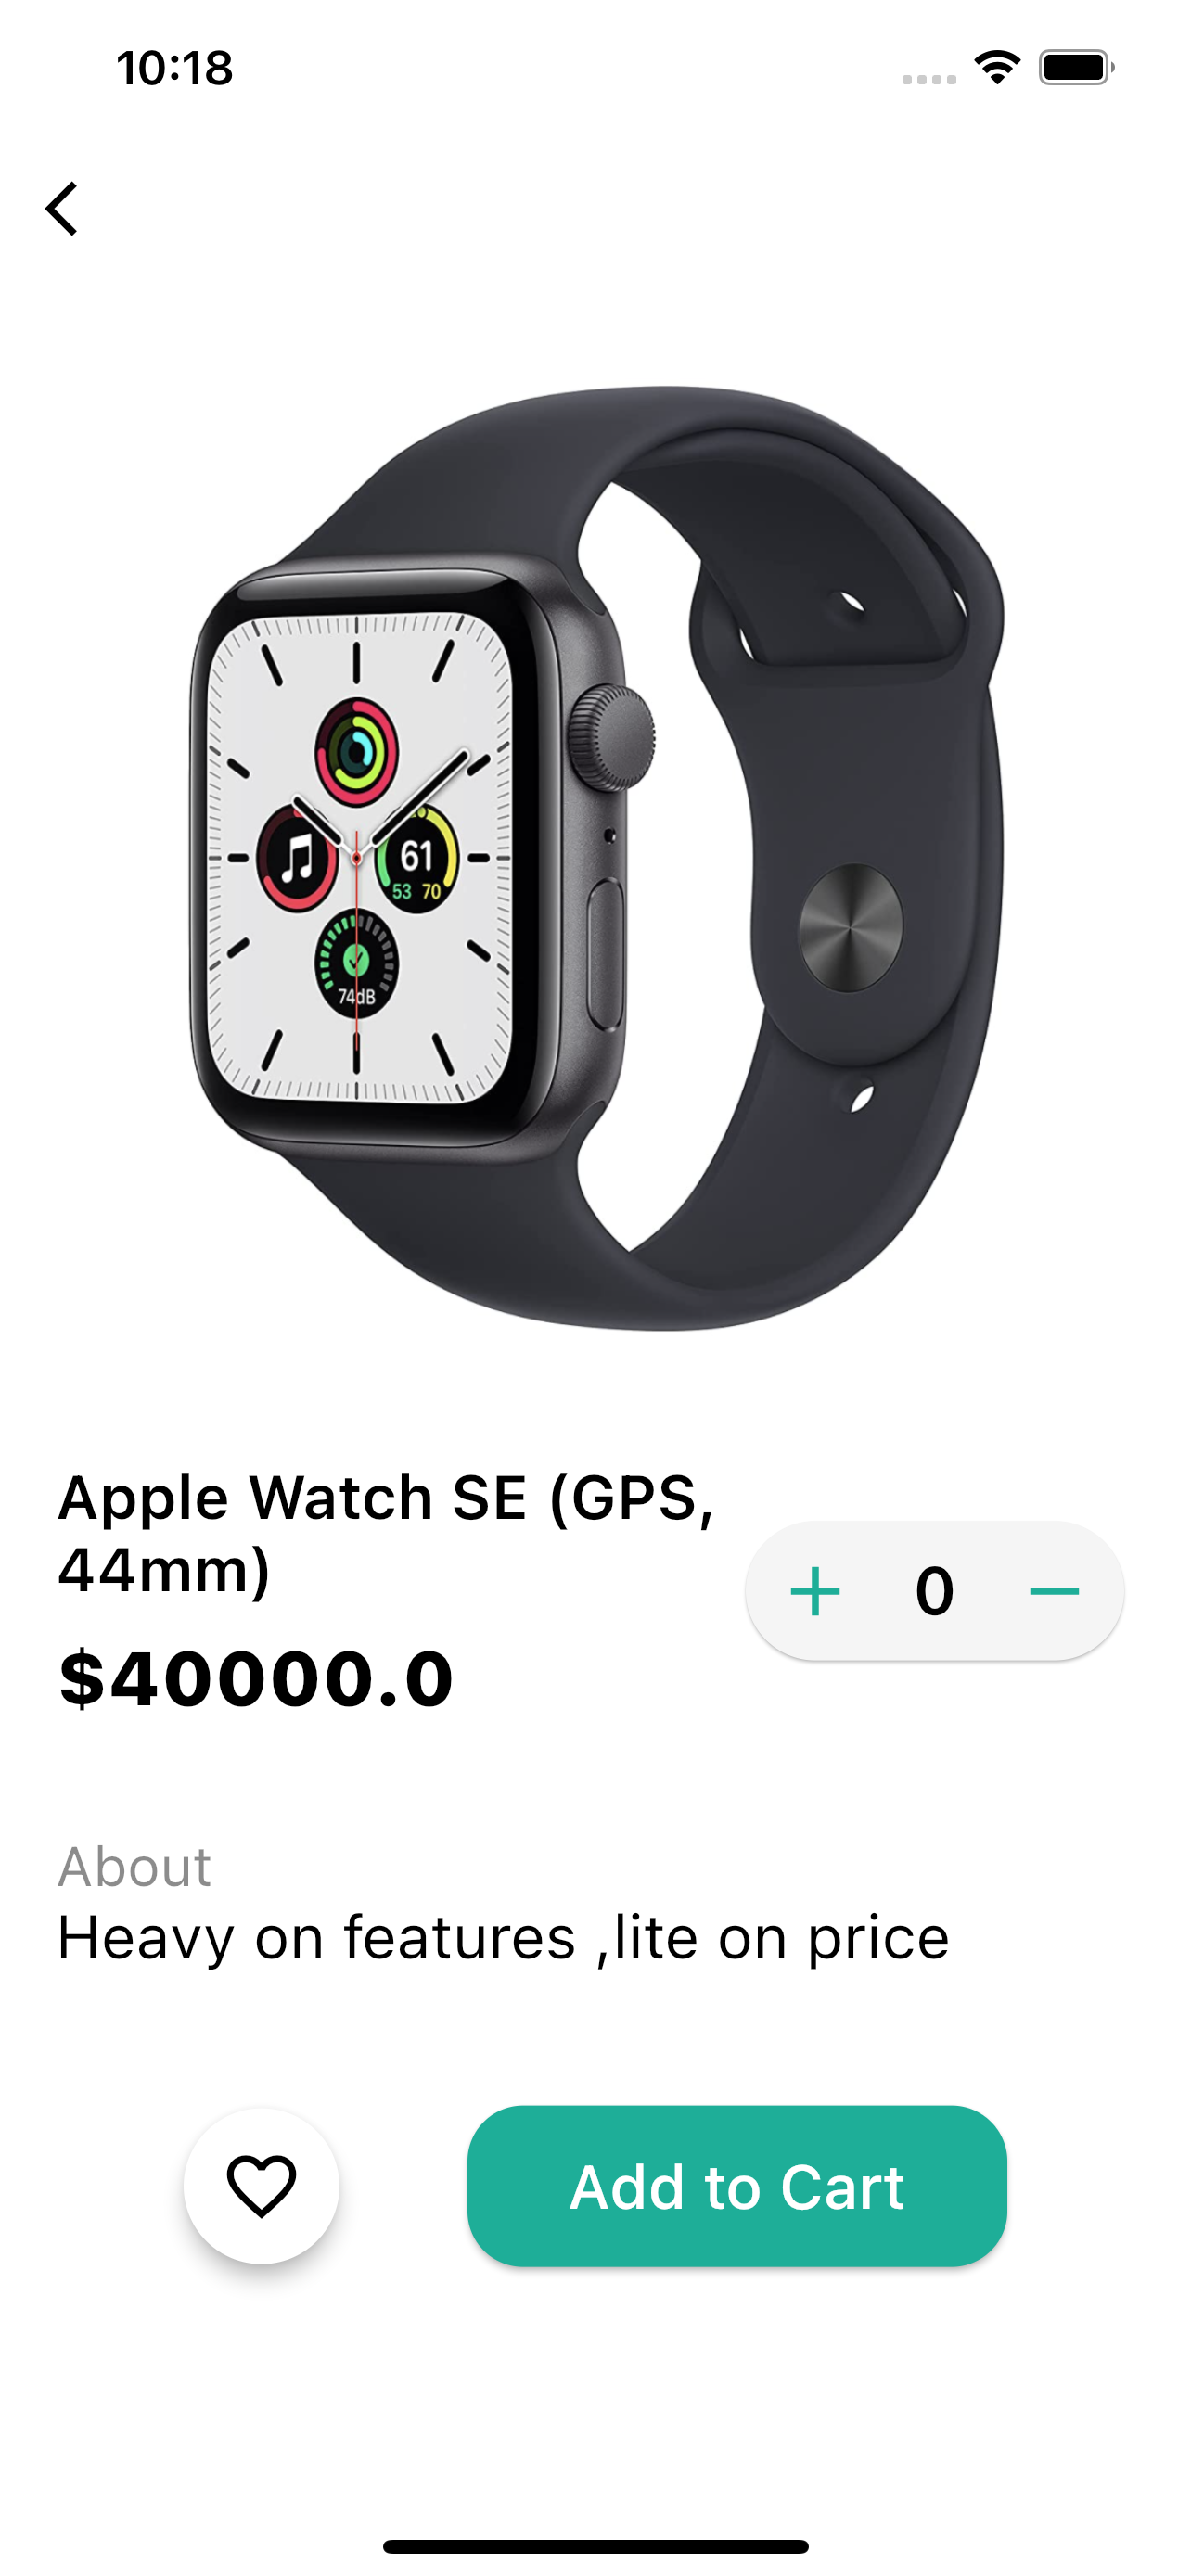 10:18
61
53 70
74dB
Apple Watch SE (GPS,
44mm)
+ 0 −
$40000.0
About
Heavy on features ,lite on price
Add to Cart